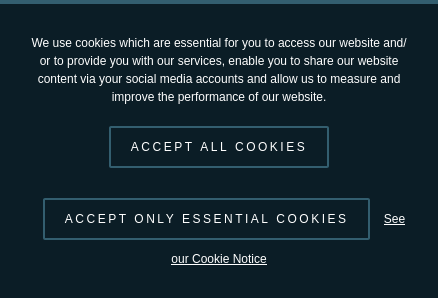 We use cookies which are essential for you to access our website and/
or to provide you with our services, enable you to share our website
content via your social media accounts and allow us to measure and
improve the performance of our website.
ACCEPT ALL COOKIES
ACCEPT ONLY ESSENTIAL COOKIES See
our Cookie Notice